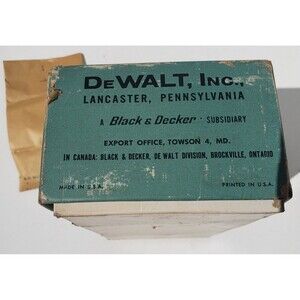 DEWALT, INC.,
LANCASTER, PENNSYLVANIA
A Black & Decker SUBSIDIARY
EXPORT OFFICE, TOWSON 4, MD.
IN CANADA: BLACK & DECKER, DE WALT DIVISION, BROCKVILLE, ONTARIO
MADE IN U.S.A. PRINTED IN U.S.A.